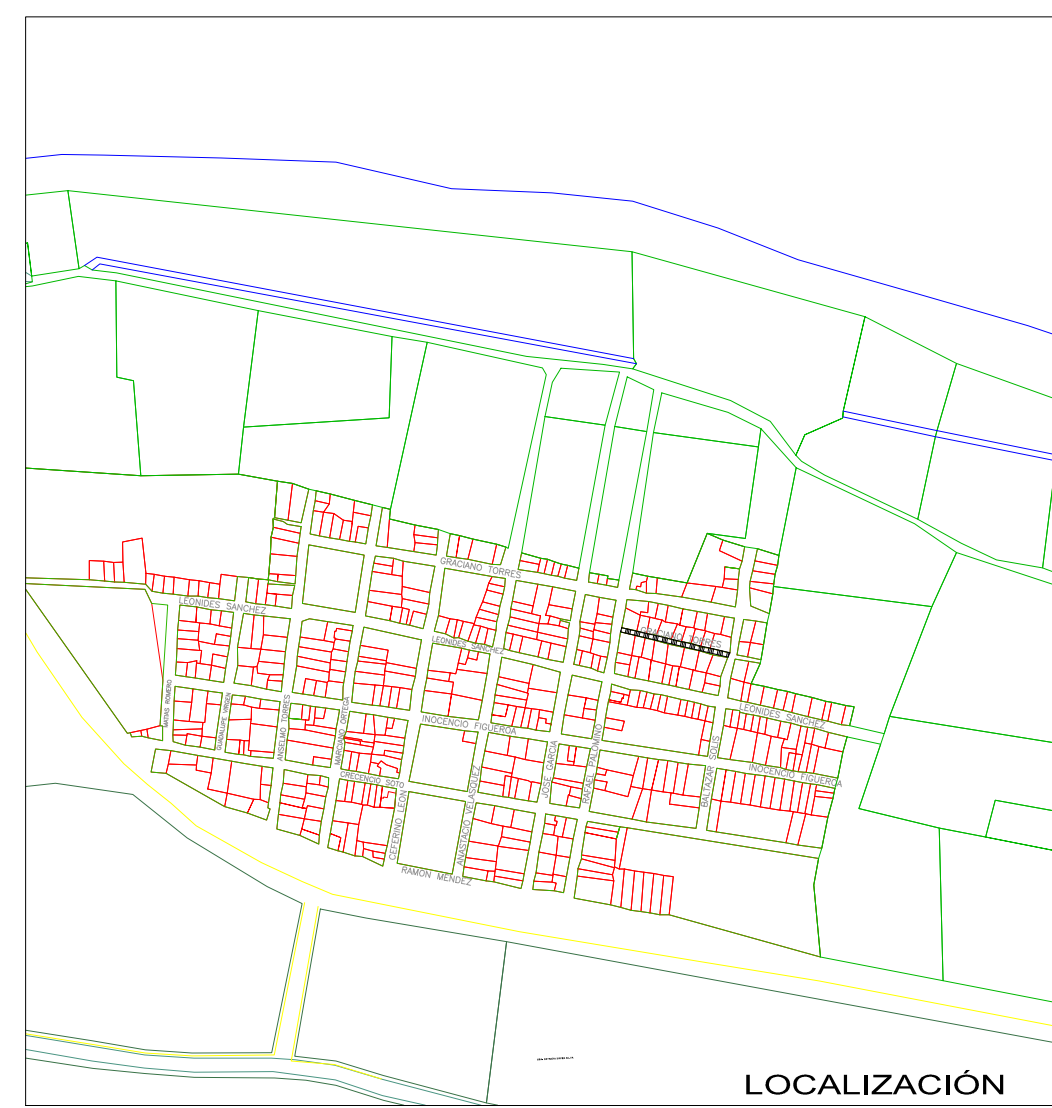 GRACIANO TORRES
LEONIDES SANCHEZ
GRACIANO TORRES
LEONIDES SANCHEZ
MATIAS ROMERO
GUADALUPE VIRGEN
ANSELMO TORRES
MARCIANO ORTEGA
INOCENCIO FIGUEROA
LEONIDES SANCHEZ
CRECENCIO SOTO
CEFERINO LEON
ANASTACIO VELASQUEZ
JOSE GARCIA
RAFAEL PALOMINO
BALTAZAR SOLIS
INOCENCIO FIGUEROA
RAMON MENDEZ
LOCALIZACIÓN